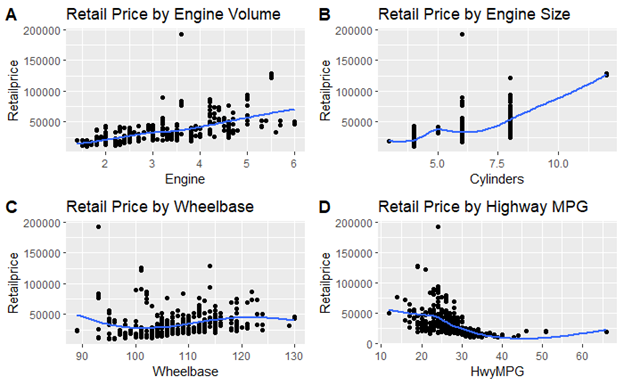 A
Retail Price by Engine Volume
Retailprice
200000
150000
100000
50000
2
3
4
5
6
Engine
B
Retail Price by Engine Size
Retailprice
200000
150000
100000
50000
5.0
7.5
10.0
Cylinders
C
Retail Price by Wheelbase
Retailprice
200000
150000
100000
50000
90
100
110
120
130
Wheelbase
D
Retail Price by Highway MPG
Retailprice
200000
150000
100000
50000
0
10
20
30
40
50
60
HwyMPG